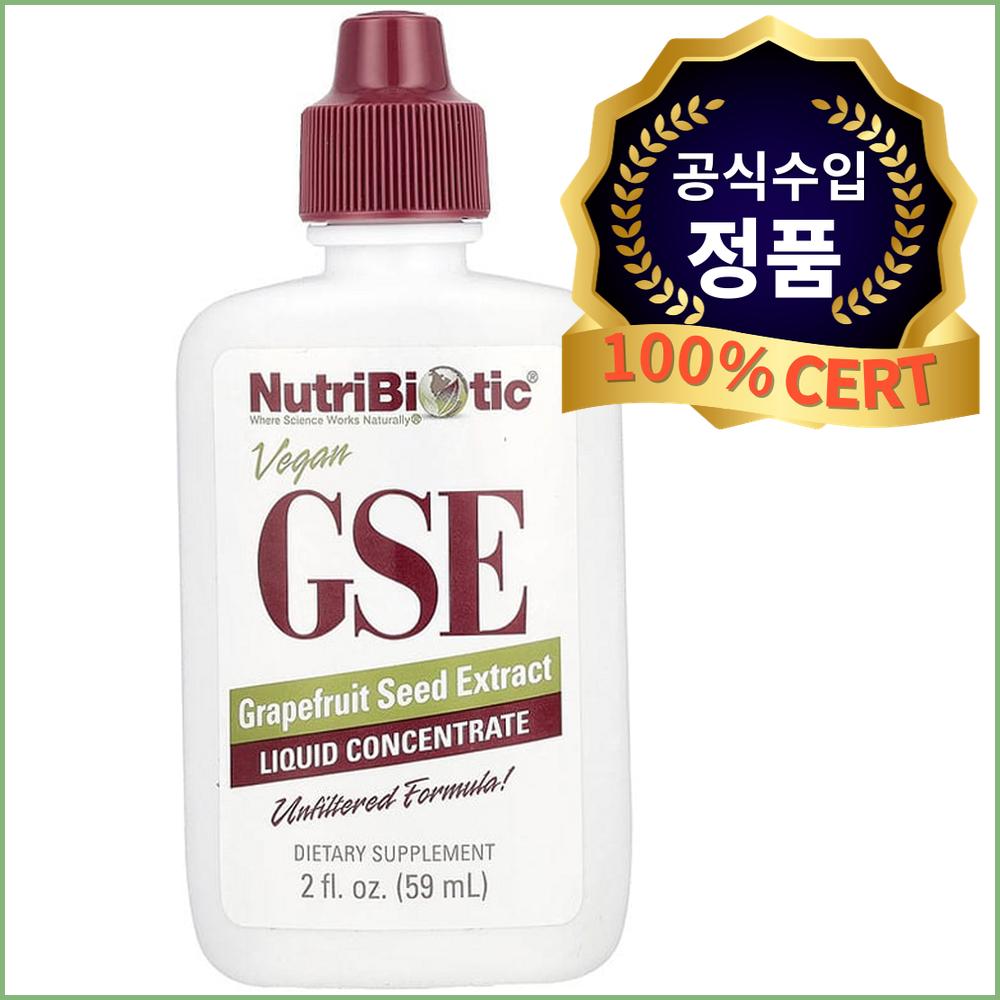 공식수입
정품
100% CERT
NutriBiotic®
Where Science Works Naturally®
Vegan
GSE
Grapefruit Seed Extract
LIQUID CONCENTRATE
Unfiltered Formula!
DIETARY SUPPLEMENT
2 fl. oz. (59 mL)